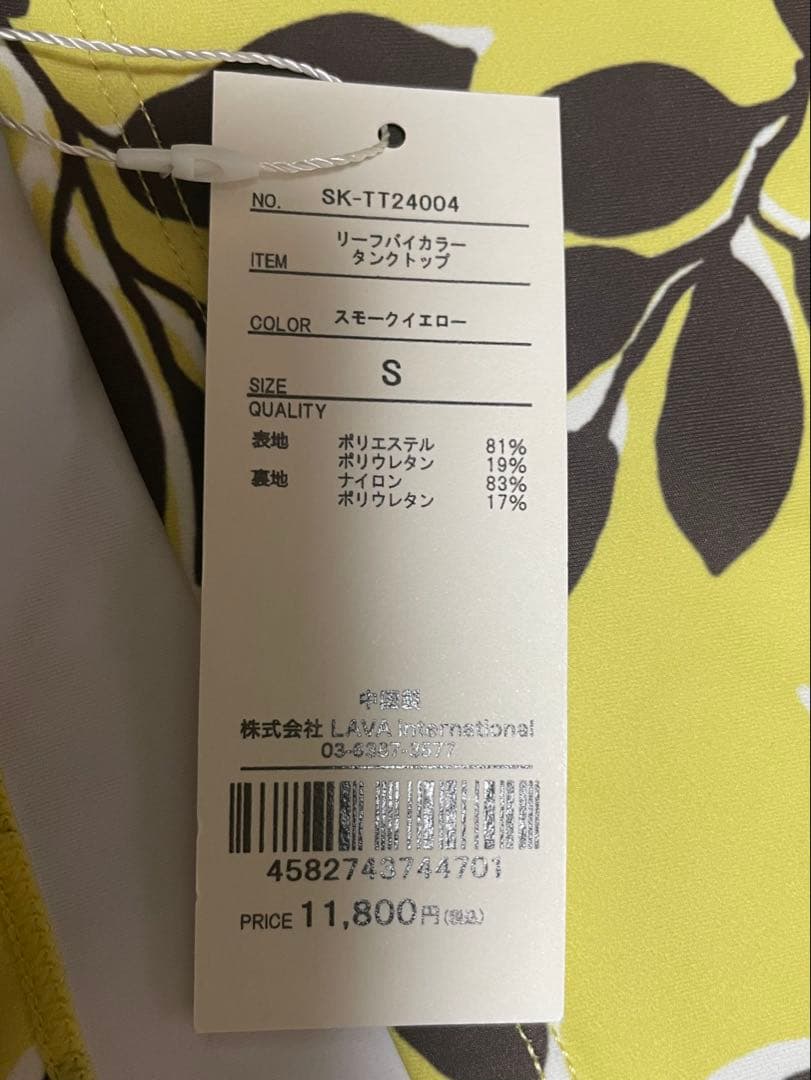 NO. SK-TT24004
ITEM リーフバイカラー
タンクトップ
COLOR スモークイエロー
SIZE S
QUALITY
表地 ポリエステル 81%
ポリウレタン 19%
裏地 ナイロン 83%
ポリウレタン 17%
中国製
株式会社 LAVA International
4582743744701
PRICE 11,800円(税込)